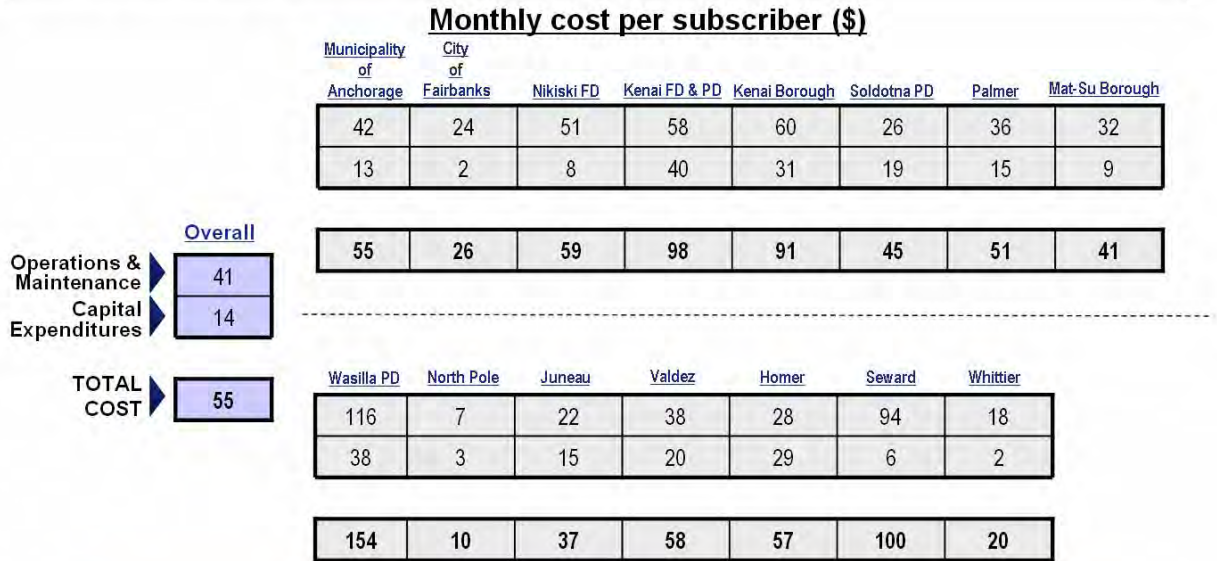 Monthly cost per subscriber ($)
Municipality of Anchorage City of Fairbanks Nikiski FD Kenai FD & PD Kenai Borough Soldotna PD Palmer Mat-Su Borough
42 24 51 58 60 26 36 32
13 2 8 40 31 19 15 9
55 26 59 98 91 45 51 41
Overall
Operations & Maintenance 41
Capital Expenditures 14
TOTAL COST 55
Wasilla PD North Pole Juneau Valdez Homer Seward Whittier
116 7 22 38 28 94 18
38 3 15 20 29 6 2
154 10 37 58 57 100 20